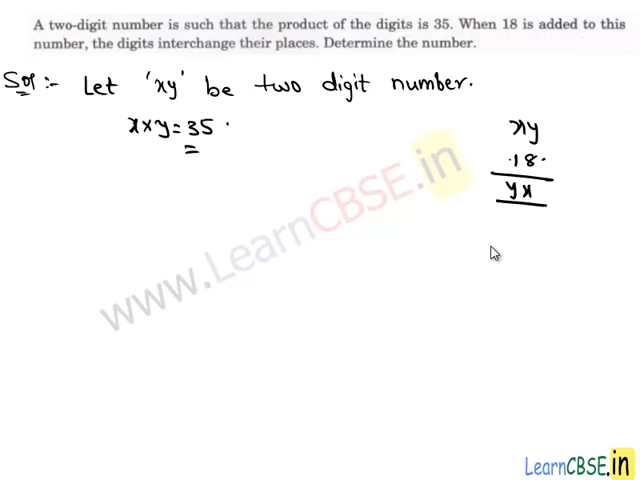 A two-digit number is such that the product of the digits is 35. When 18 is added to this
number, the digits interchange their places. Determine the number.
Sol :- Let 'xy' be two digit number.
x × y = 35 .
xy
.18.
yx
www.LearnCBSE.in
LearnCBSE.in